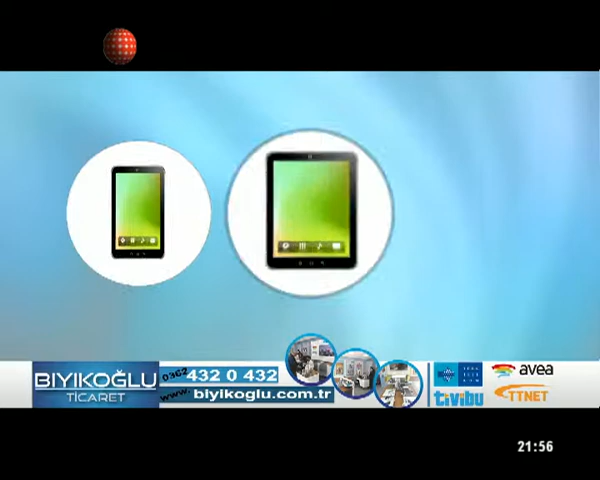 BIYIKOĞLU
TİCARET
0362 432 0 432
www. biyikoglu.com.tr
avea
tivibu
TTNET
21:56